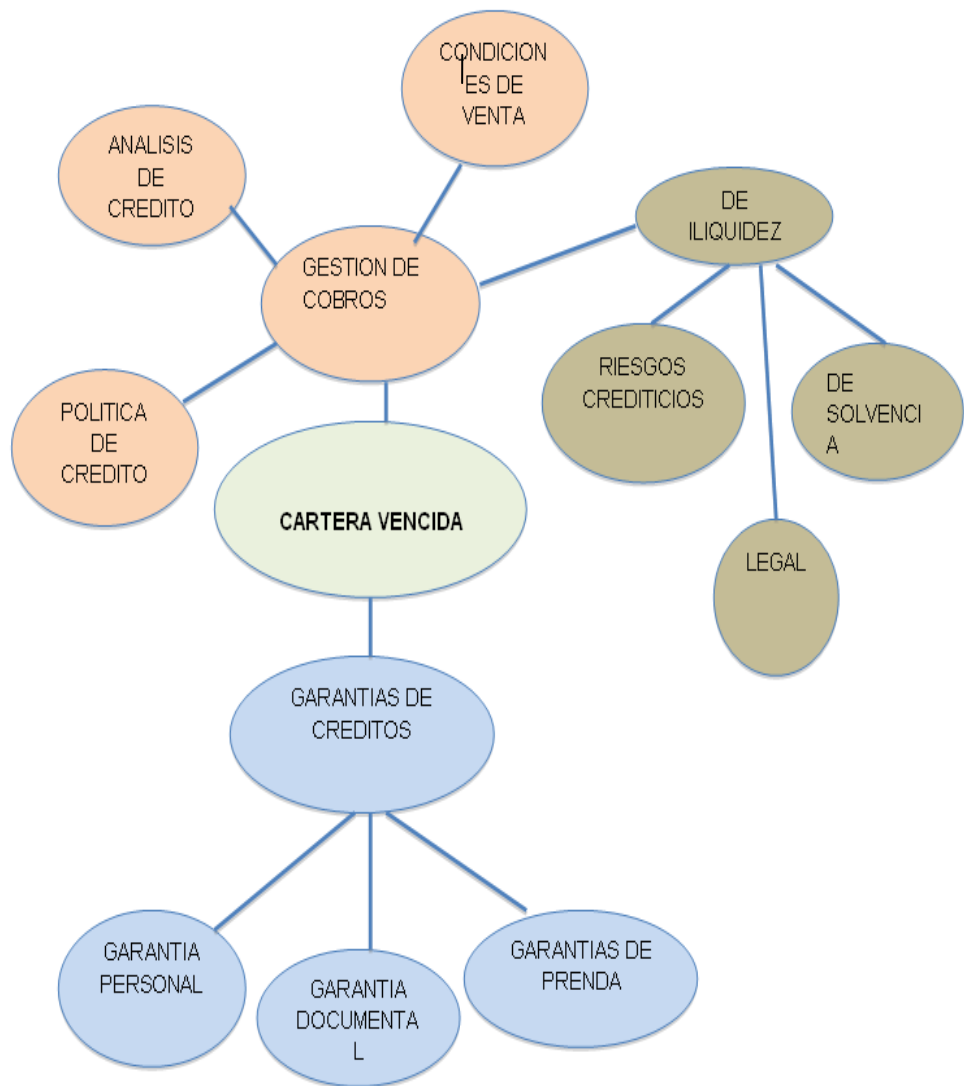 CONDICION
ES DE
VENTA
ANALISIS
DE
CREDITO
DE
ILIQUIDEZ
GESTION DE
COBROS
RIESGOS
CREDITICIOS
DE
SOLVENCI
A
POLITICA
DE
CREDITO
CARTERA VENCIDA
LEGAL
GARANTIAS DE
CREDITOS
GARANTIA
PERSONAL
GARANTIA
DOCUMENTA
L
GARANTIAS DE
PRENDA